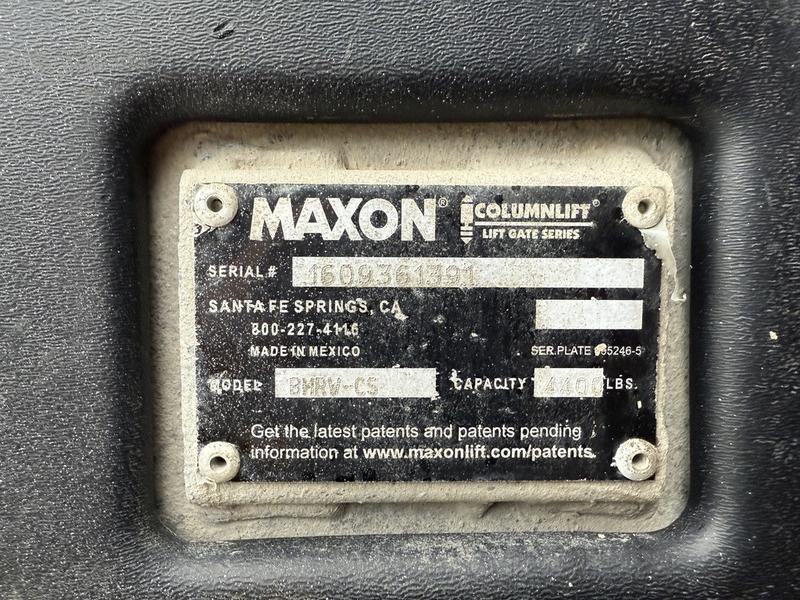 MAXON® COLUMNLIFT®
LIFT GATE SERIES
SERIAL # 1609361391
SANTA FE SPRINGS, CA
800-227-4116
MADE IN MEXICO
SER.PLATE
MODEL BMRV-CS CAPACITY 4400 LBS.
Get the latest patents and patents pending
information at www.maxonlift.com/patents.